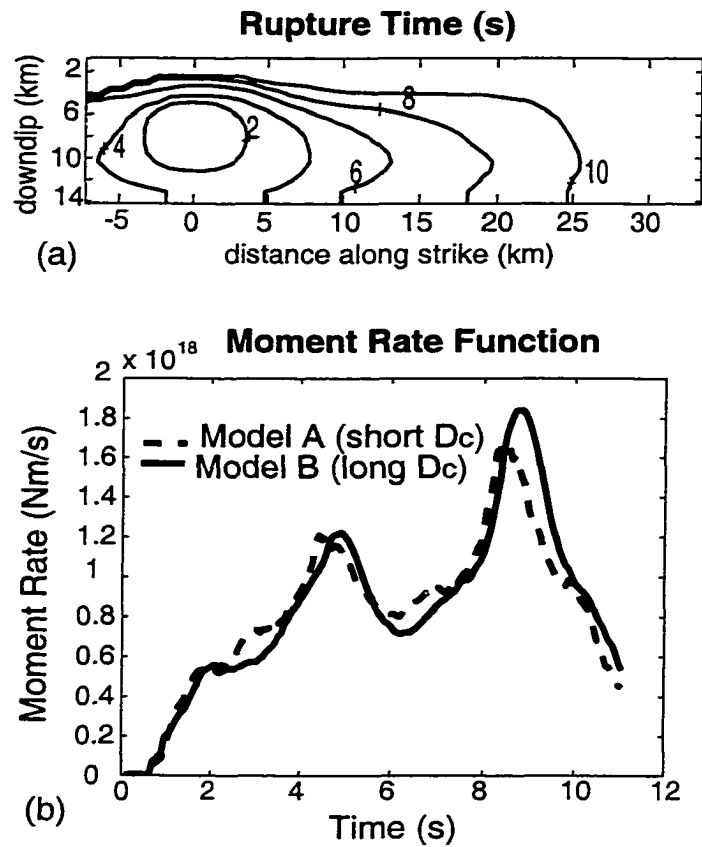 Rupture Time (s)
downdip (km)
2
6
10
14
4
2
6
8
10
-5 0 5 10 15 20 25 30
distance along strike (km)
(a)
2 × 10^18
Moment Rate Function
Moment Rate (Nm/s)
1.8
1.6
1.2
1
0.8
0.6
0.4
0.2
0
Model A (short Dc)
Model B (long Dc)
0 2 4 6 8 10 12
Time (s)
(b)